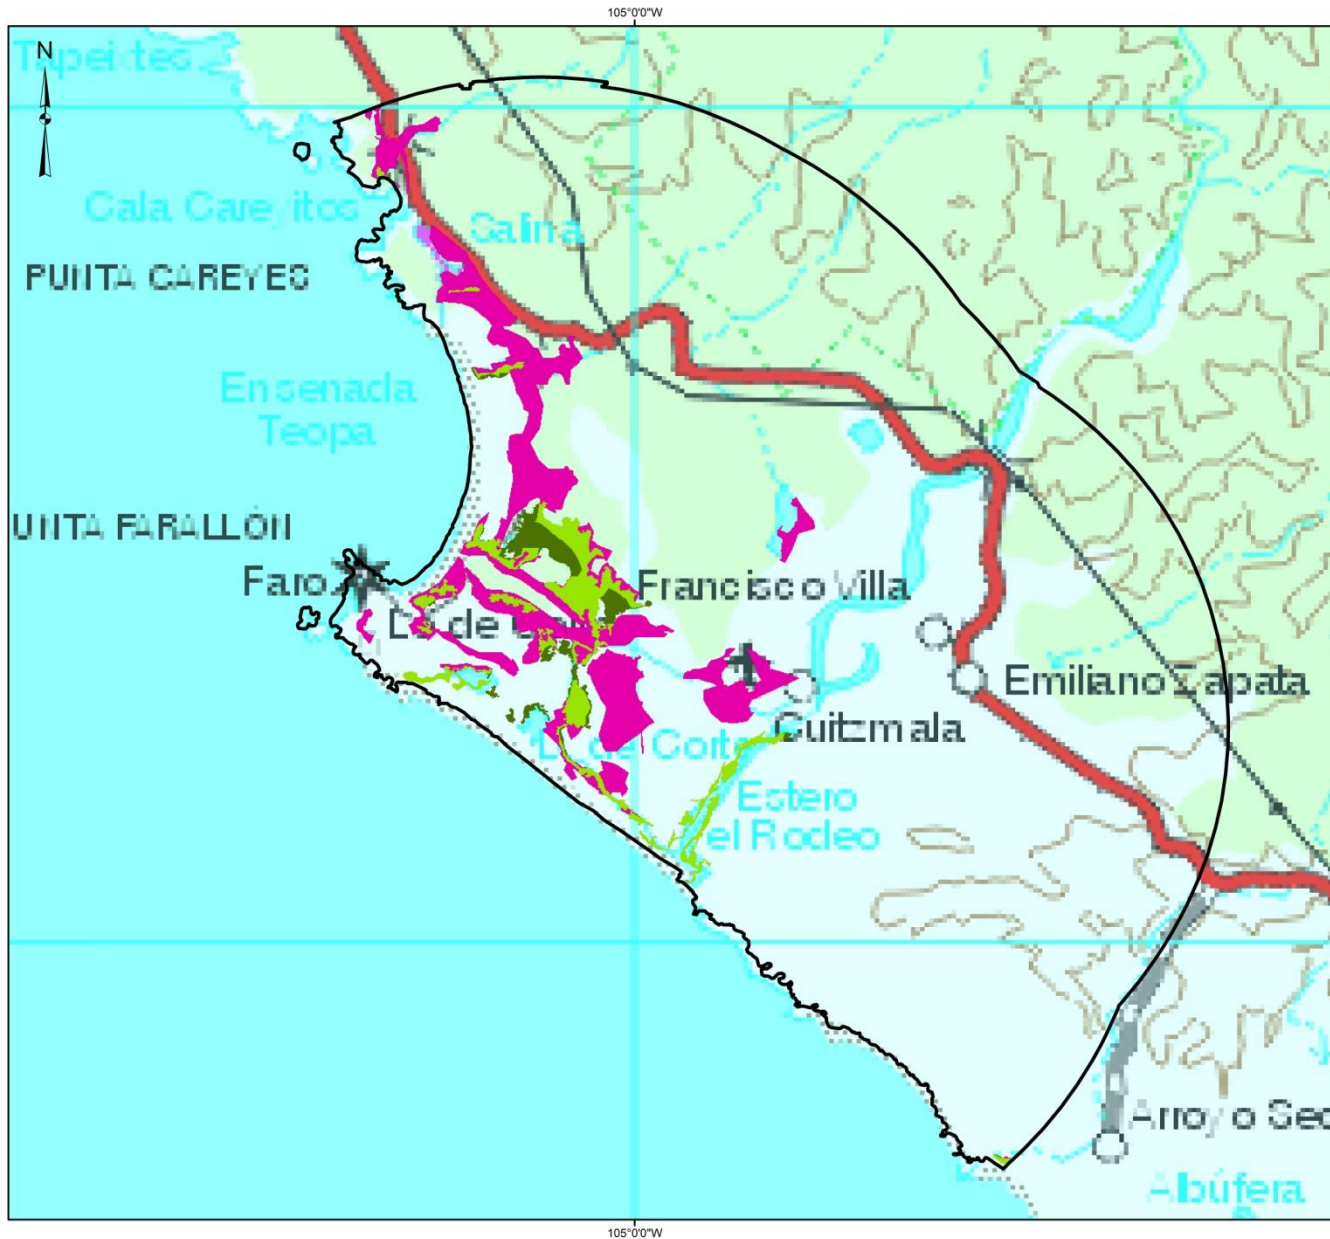 105°0'0"W
N
Cala Careyitos
Salina
PUNTA CAREYES
Ensenada
Teopa
UNTA FARALLÓN
Faro
Francisco Villa
Emiliano Zapata
Cuitzmala
Estero
el Rodeo
Arroyo Sec
Albúfera
105°0'0"W